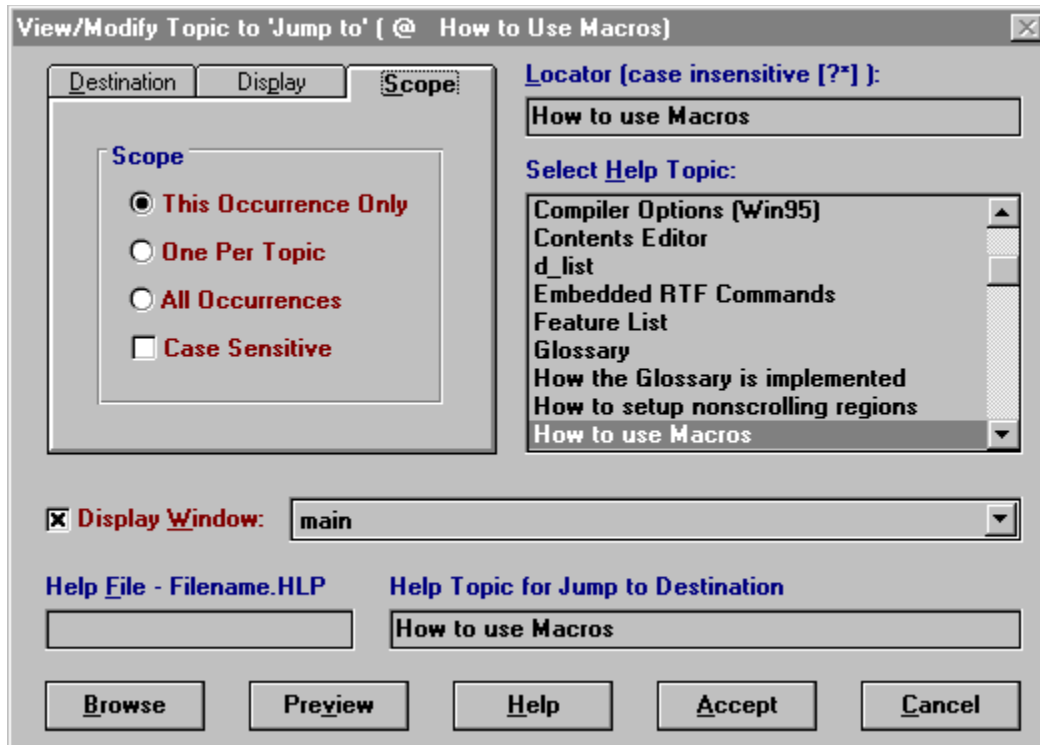 View/Modify Topic to 'Jump to' ( @   How to Use Macros)
Destination
Display
Scope
Scope
This Occurrence Only
One Per Topic
All Occurrences
Case Sensitive
Locator (case insensitive [?*] ):
How to use Macros
Select Help Topic:
Compiler Options (Win95)
Contents Editor
d_list
Embedded RTF Commands
Feature List
Glossary
How the Glossary is implemented
How to setup nonscrolling regions
How to use Macros
Display Window:
main
Help File - Filename.HLP
Help Topic for Jump to Destination
How to use Macros
Browse
Preview
Help
Accept
Cancel